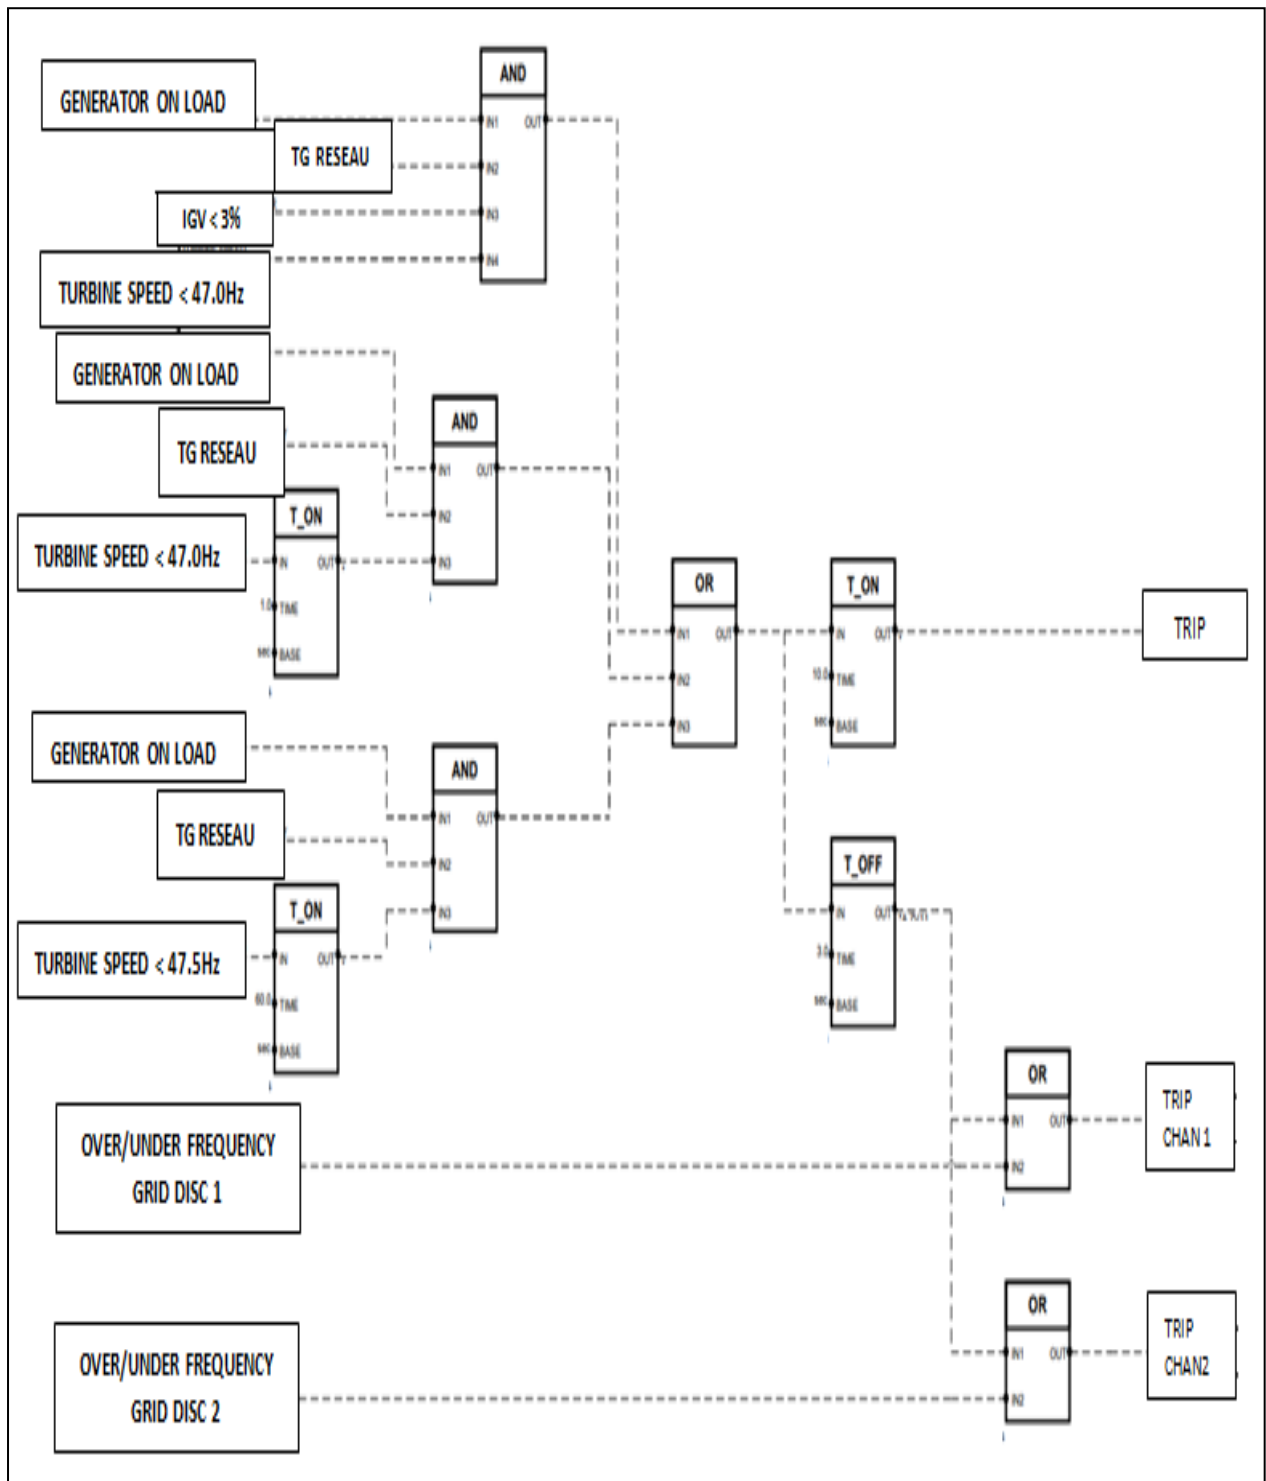 AND
GENERATOR ON LOAD
IN1 OUT
TG RESEAU
IN2
IGV < 3%
IN3
IN4
TURBINE SPEED < 47.0Hz
GENERATOR ON LOAD
AND
TG RESEAU
IN1 OUT
T_ON
IN2
TURBINE SPEED < 47.0Hz
IN OUT
IN3
1.0 TIME
sec BASE
OR
IN1 OUT
IN2
IN3
T_ON
IN OUT
10.0 TIME
sec BASE
TRIP
GENERATOR ON LOAD
AND
TG RESEAU
IN1 OUT
IN2
IN3
T_ON
TURBINE SPEED < 47.5Hz
IN OUT
60.0 TIME
sec BASE
T_OFF
IN OUT
3.0 TIME
sec BASE
OVER/UNDER FREQUENCY
GRID DISC 1
OR
IN1 OUT
IN2
TRIP
CHAN 1
OVER/UNDER FREQUENCY
GRID DISC 2
OR
IN1 OUT
IN2
TRIP
CHAN2